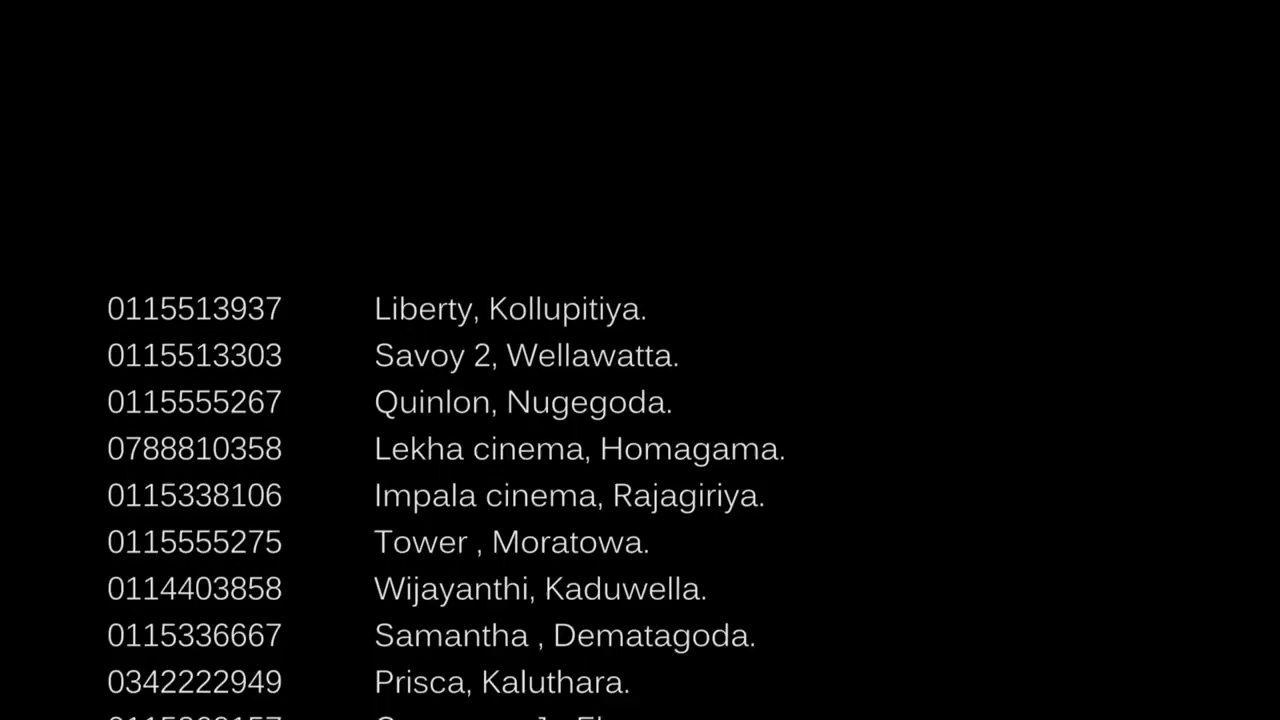 0115513937 Liberty, Kollupitiya.
0115513303 Savoy 2, Wellawatta.
0115555267 Quinlon, Nugegoda.
0788810358 Lekha cinema, Homagama.
0115338106 Impala cinema, Rajagiriya.
0115555275 Tower , Moratowa.
0114403858 Wijayanthi, Kaduwella.
0115336667 Samantha , Dematagoda.
0342222949 Prisca, Kaluthara.